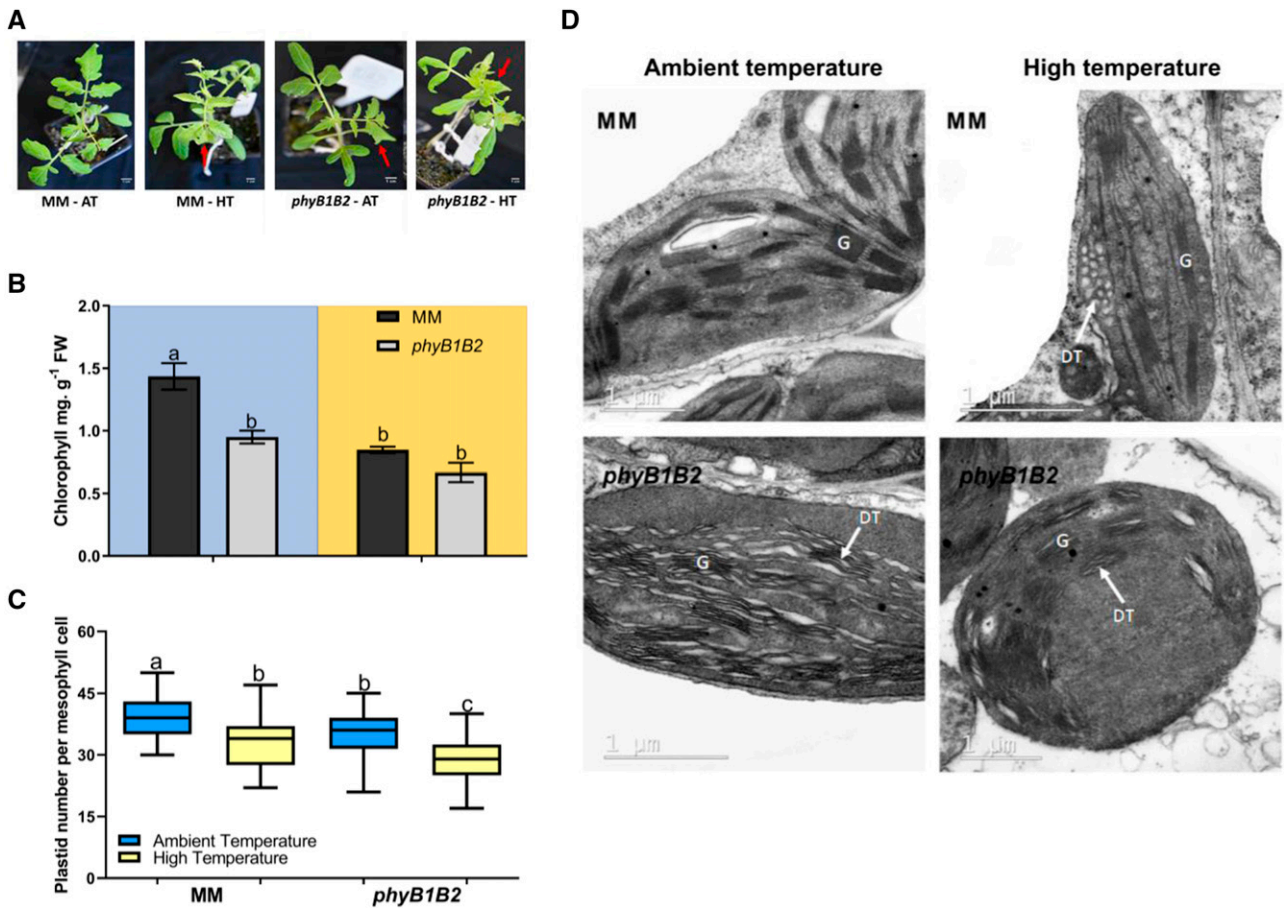 A
MM - AT
MM - HT
phyB1B2 - AT
phyB1B2 - HT
B
Chlorophyll mg. g⁻¹ FW
2.0
1.5
1.0
0.5
0.0
a
b
b
b
MM
phyB1B2
C
Plastid number per mesophyll cell
60
45
30
15
0
a
b
b
c
Ambient Temperature
High Temperature
MM
phyB1B2
D
Ambient temperature
High temperature
MM
G
1 μm
MM
G
DT
1 μm
phyB1B2
DT
G
1 μm
phyB1B2
G
DT
1 μm